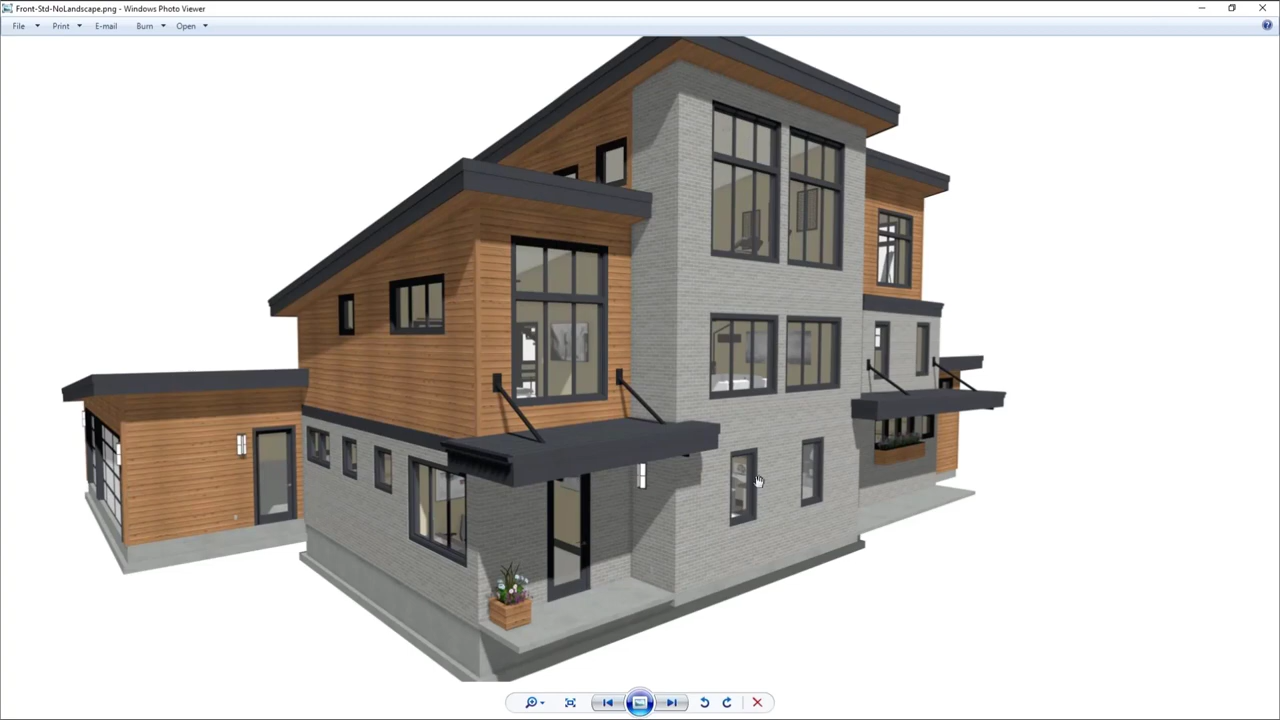 Front-Std-NoLandscape.png - Windows Photo Viewer
File Print E-mail Burn Open